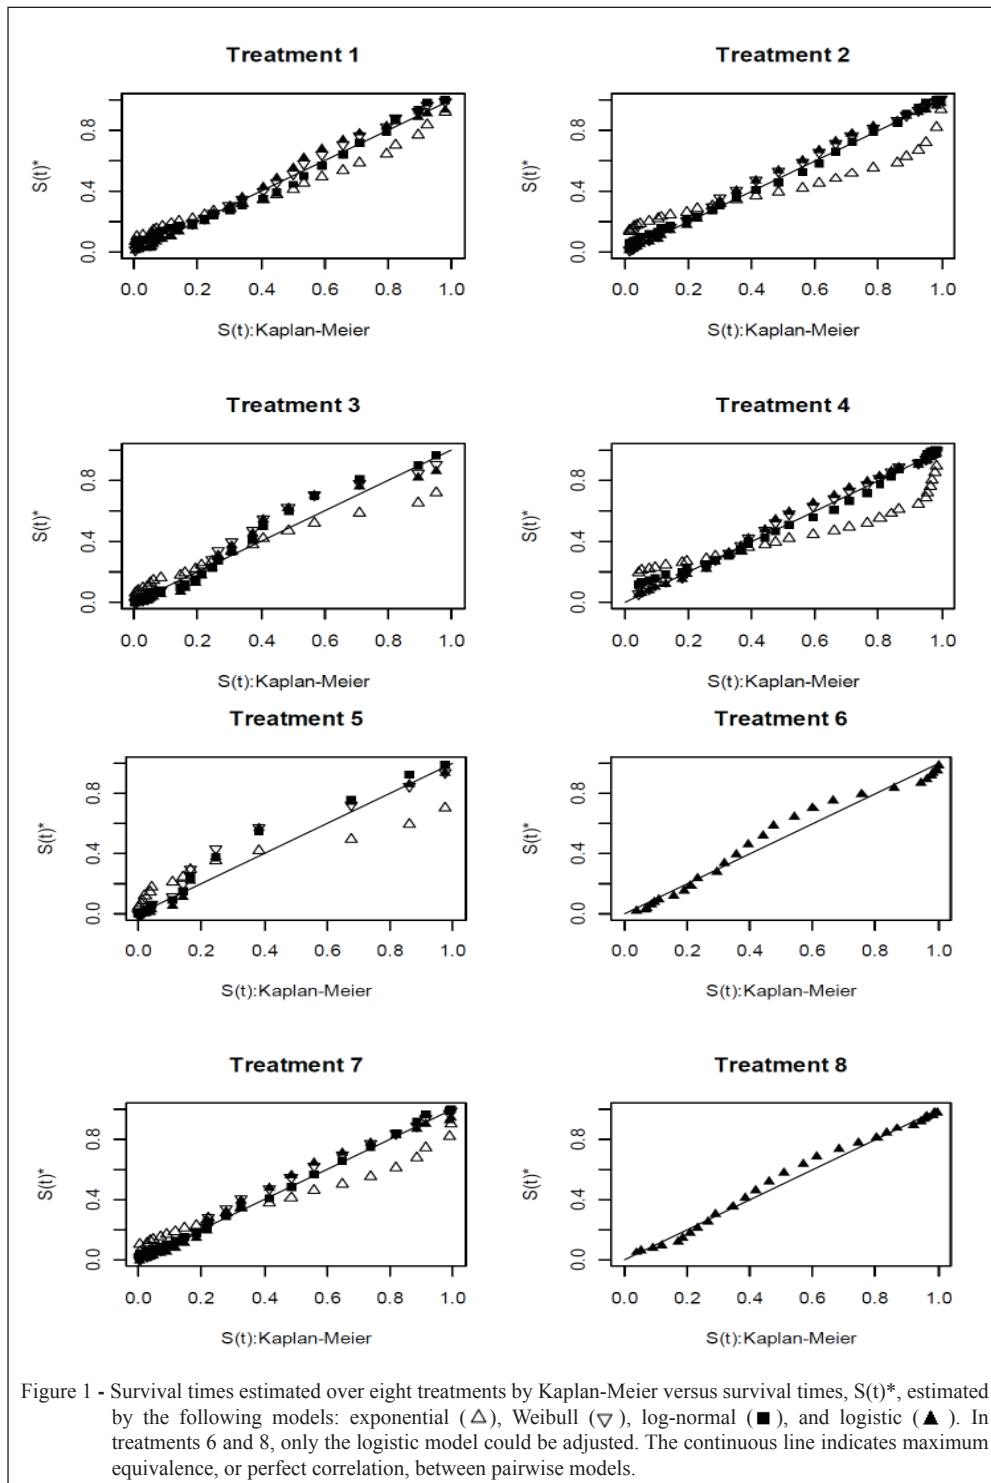 Treatment 1
Treatment 2
S(t)*
0.0 0.4 0.8
0.0 0.2 0.4 0.6 0.8 1.0
S(t):Kaplan-Meier
S(t)*
0.0 0.4 0.8
0.0 0.2 0.4 0.6 0.8 1.0
S(t):Kaplan-Meier
Treatment 3
Treatment 4
S(t)*
0.0 0.4 0.8
0.0 0.2 0.4 0.6 0.8 1.0
S(t):Kaplan-Meier
S(t)*
0.0 0.4 0.8
0.0 0.2 0.4 0.6 0.8 1.0
S(t):Kaplan-Meier
Treatment 5
Treatment 6
S(t)*
0.0 0.4 0.8
0.0 0.2 0.4 0.6 0.8 1.0
S(t):Kaplan-Meier
S(t)*
0.0 0.4 0.8
0.0 0.2 0.4 0.6 0.8 1.0
S(t):Kaplan-Meier
Treatment 7
Treatment 8
S(t)*
0.0 0.4 0.8
0.0 0.2 0.4 0.6 0.8 1.0
S(t):Kaplan-Meier
S(t)*
0.0 0.4 0.8
0.0 0.2 0.4 0.6 0.8 1.0
S(t):Kaplan-Meier
Figure 1 - Survival times estimated over eight treatments by Kaplan-Meier versus survival times, S(t)*, estimated
by the following models: exponential (△), Weibull (▽), log-normal (■), and logistic (▲). In
treatments 6 and 8, only the logistic model could be adjusted. The continuous line indicates maximum
equivalence, or perfect correlation, between pairwise models.